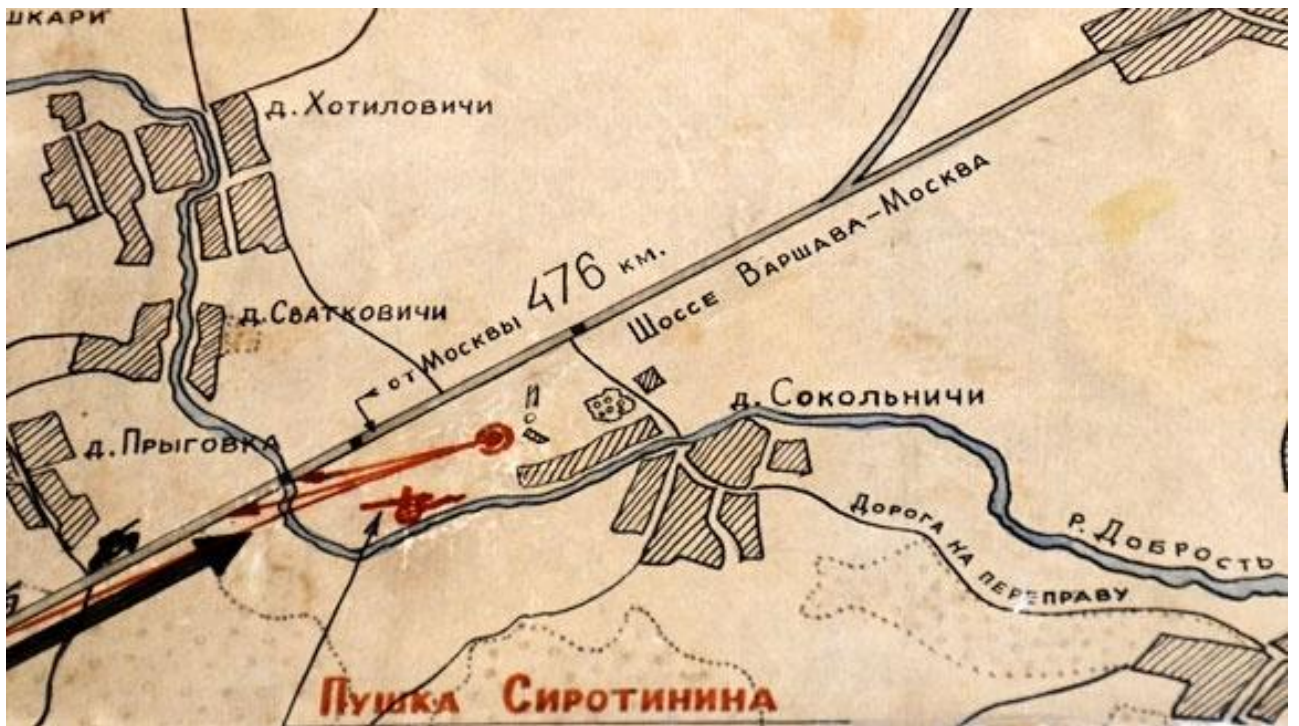 шкари
д. Хотиловичи
д. Сватковичи
от Москвы 476 км.
Шоссе Варшава-Москва
д. Прыговка
д. Сокольничи
Дорога на переправу
р. Добрость
Пушка Сиротинина